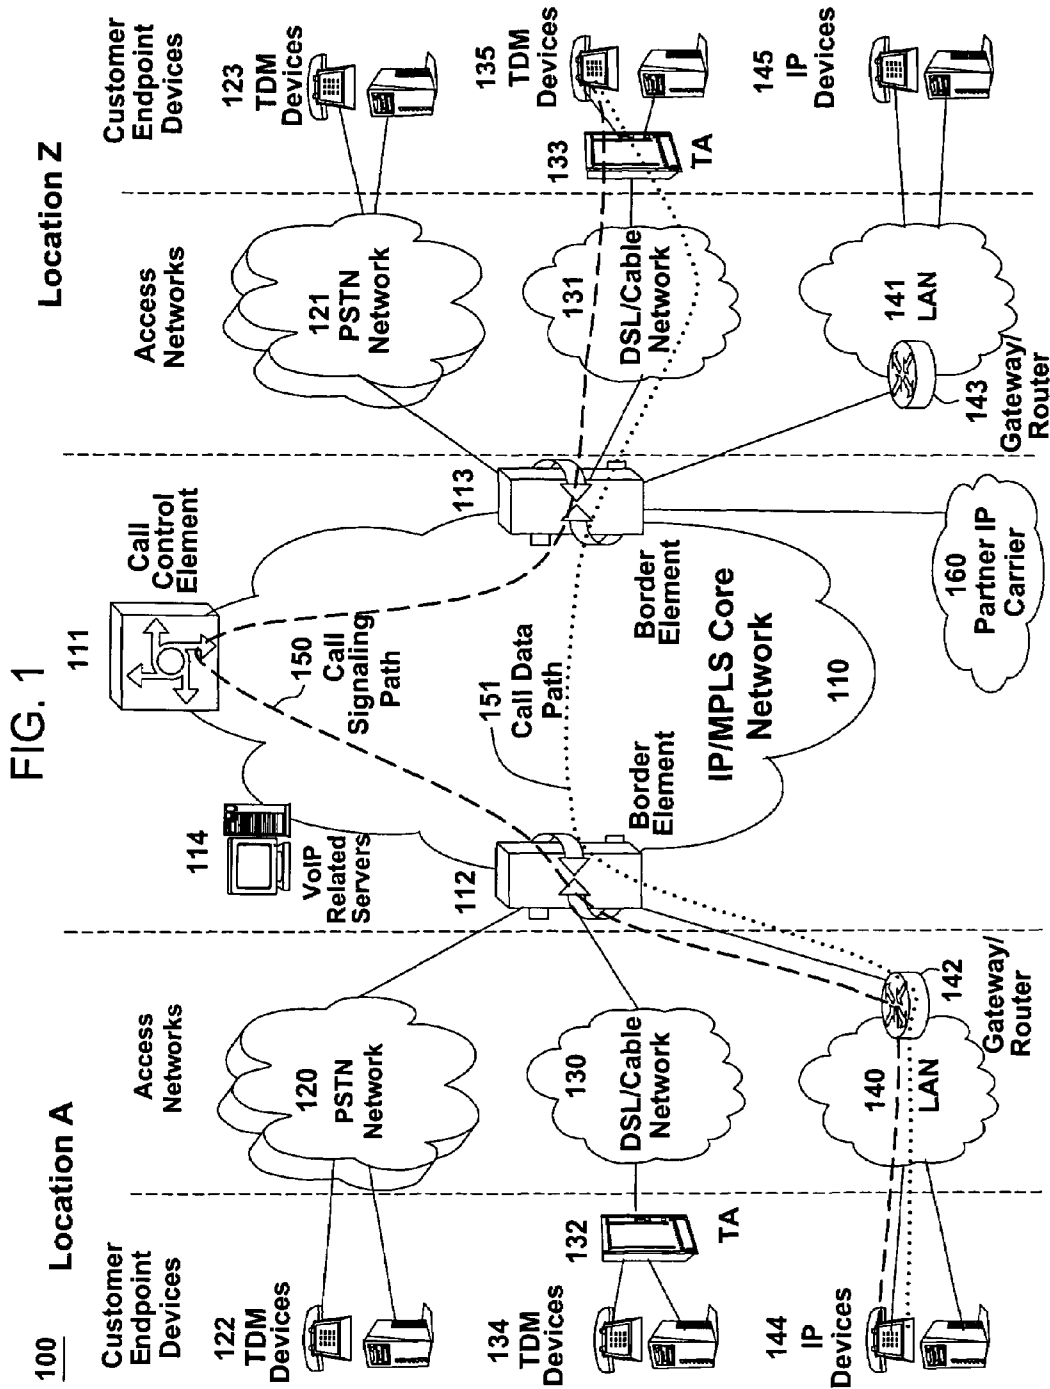 FIG. 1
100
Location A
Location Z
Customer
Endpoint
Devices
Access
Networks
Access
Networks
Customer
Endpoint
Devices
114
VoIP
Related
Servers
111
Call
Control
Element
122
TDM
Devices
120
PSTN
Network
150
Call
Signaling
Path
121
PSTN
Network
123
TDM
Devices
134
TDM
Devices
132
TA
130
DSL/Cable
Network
112
Border
Element
151
Call Data
Path
113
Border
Element
131
DSL/Cable
Network
133
TA
135
TDM
Devices
IP/MPLS Core
Network
110
144
IP
Devices
140
LAN
142
Gateway/
Router
160
Partner IP
Carrier
143
Gateway/
Router
141
LAN
145
IP
Devices